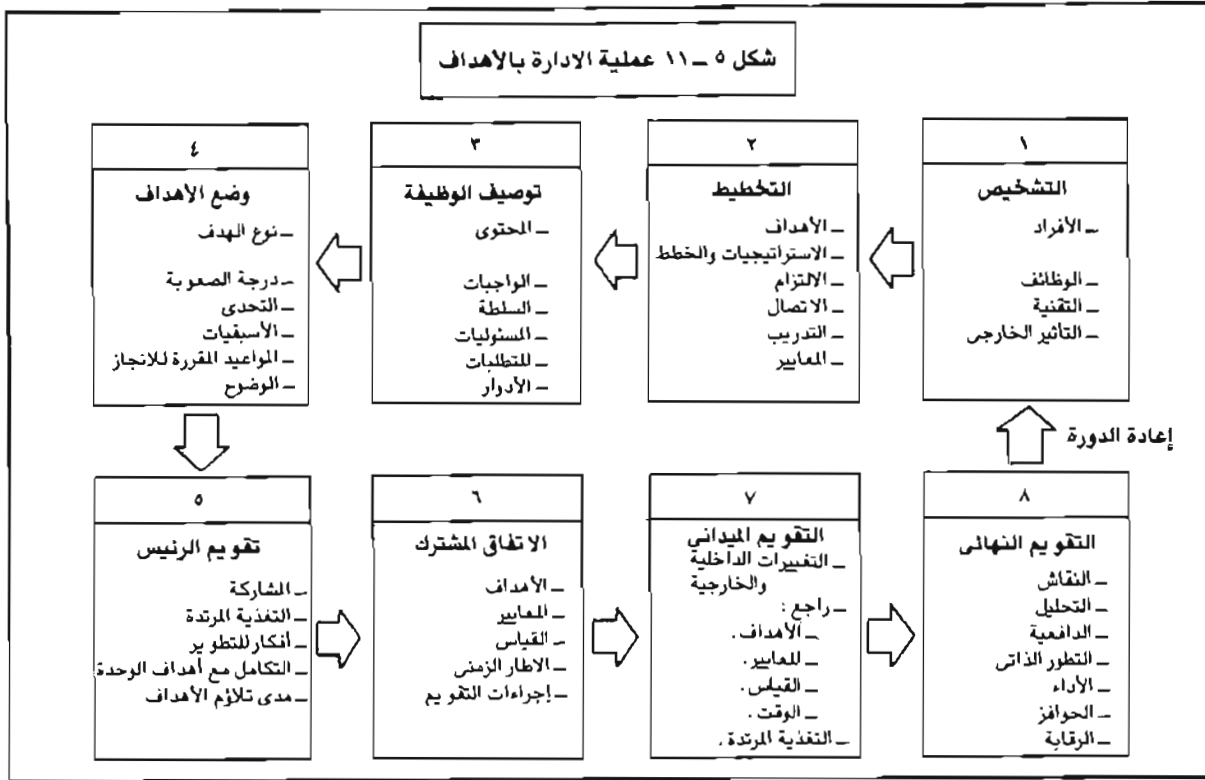 شكل ٥ – ١١ عملية الادارة بالأهداف
١
التشخيص
– الأفراد
– الوظائف
– التقنية
– التأثير الخارجى
٢
التخطيط
– الأهداف
– الاستراتيجيات والخطط
– الالتزام
– الاتصال
– التدريب
– المعايير
٣
توصيف الوظيفة
– المحتوى
– الواجبات
– السلطة
– المسئوليات
– المتطلبات
– الأدوار
٤
وضع الأهداف
– نوع الهدف
– درجة الصعوبة
– التحدى
– الأسبقيات
– المواعيد المقررة للانجاز
– الوضوح
٥
تقويم الرئيس
– المشاركة
– التغذية المرتدة
– أفكار للتطوير
– التكامل مع أهداف الوحدة
– مدى تلاؤم الأهداف
٦
الاتفاق المشترك
– الأهداف
– المعايير
– القياس
– الاطار الزمنى
– إجراءات التقويم
٧
التقويم الميدانى
– التغييرات الداخلية
والخارجية
– راجع :
– الأهداف .
– المعايير .
– القياس .
– الوقت .
– التغذية المرتدة .
٨
التقويم النهائى
– النقاش
– التحليل
– الدافعية
– التطور الذاتى
– الأداء
– الحوافز
– الرقابة
إعادة الدورة